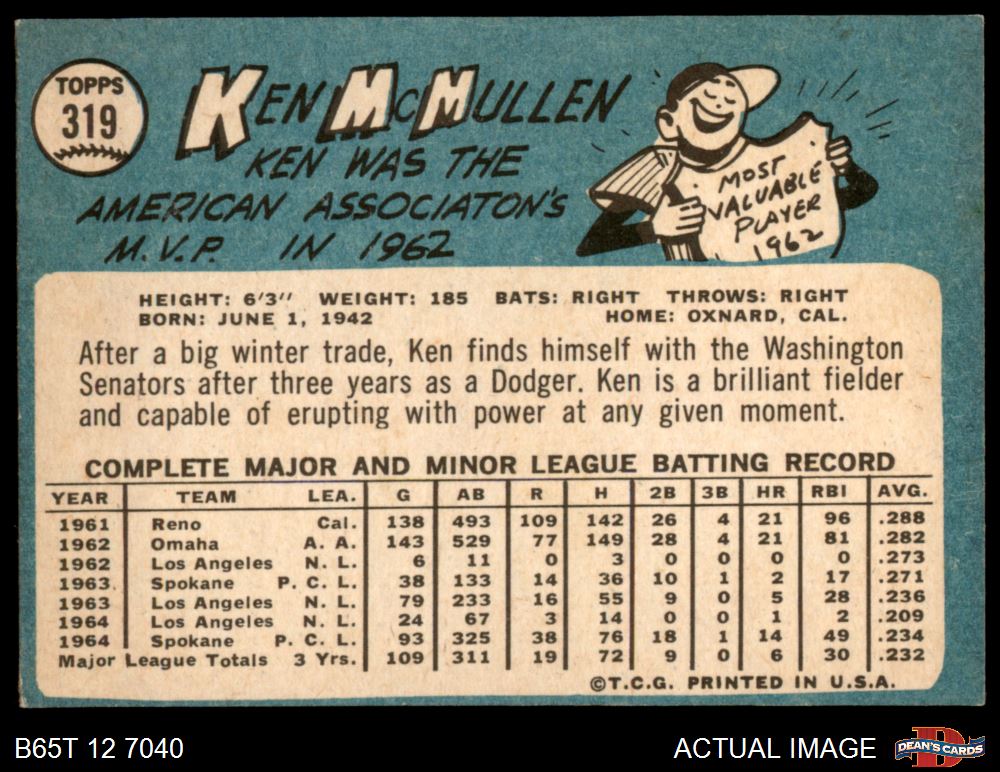 TOPPS
319
KEN MCMULLEN
KEN WAS THE
AMERICAN ASSOCIATON'S
M.V.P. IN 1962
MOST
VALUABLE
PLAYER
1962
HEIGHT: 6'3" WEIGHT: 185 BATS: RIGHT THROWS: RIGHT
BORN: JUNE 1, 1942 HOME: OXNARD, CAL.
After a big winter trade, Ken finds himself with the Washington
Senators after three years as a Dodger. Ken is a brilliant fielder
and capable of erupting with power at any given moment.
COMPLETE MAJOR AND MINOR LEAGUE BATTING RECORD
YEAR TEAM LEA. G AB R H 2B 3B HR RBI AVG.
1961 Reno Cal. 138 493 109 142 26 4 21 96 .288
1962 Omaha A. A. 143 529 77 149 28 4 21 81 .282
1962 Los Angeles N. L. 6 11 0 3 0 0 0 0 .273
1963 Spokane P. C. L. 38 133 14 36 10 1 2 17 .271
1963 Los Angeles N. L. 79 233 16 55 9 0 5 28 .236
1964 Los Angeles N. L. 24 67 3 14 0 0 1 2 .209
1964 Spokane P. C. L. 93 325 38 76 18 1 14 49 .234
Major League Totals 3 Yrs. 109 311 19 72 9 0 6 30 .232
©T.C.G. PRINTED IN U.S.A.
B65T 12 7040
ACTUAL IMAGE
D
DEAN'S CARDS